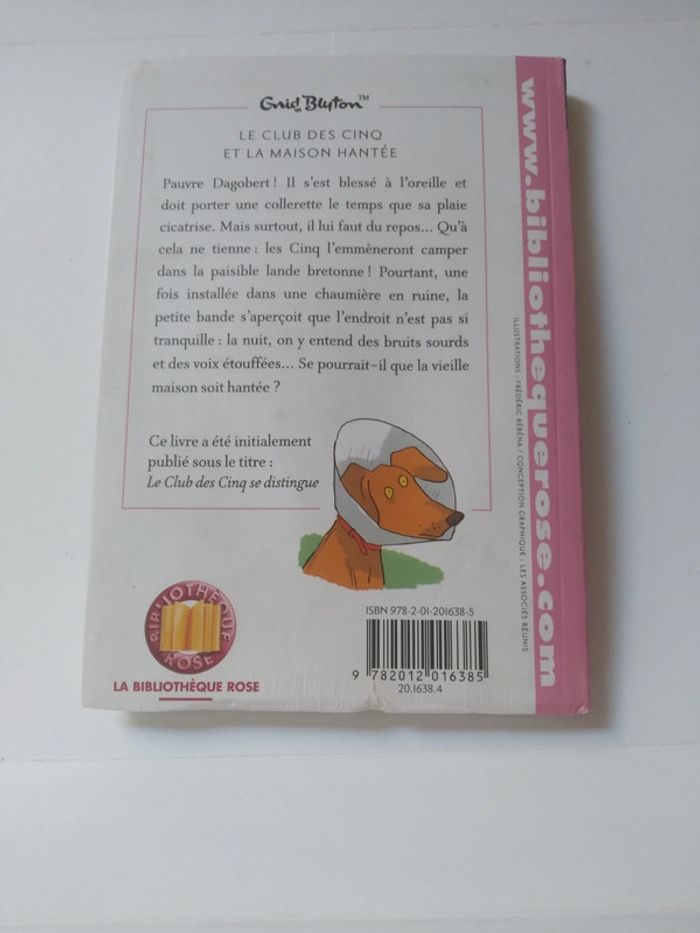 Enid Blyton™
LE CLUB DES CINQ
ET LA MAISON HANTÉE
Pauvre Dagobert ! Il s'est blessé à l'oreille et
doit porter une collerette le temps que sa plaie
cicatrise. Mais surtout, il lui faut du repos... Qu'à
cela ne tienne : les Cinq l'emmèneront camper
dans la paisible lande bretonne ! Pourtant, une
fois installée dans une chaumière en ruine, la
petite bande s'aperçoit que l'endroit n'est pas si
tranquille : la nuit, on y entend des bruits sourds
et des voix étouffées... Se pourrait-il que la vieille
maison soit hantée ?
Ce livre a été initialement
publié sous le titre :
Le Club des Cinq se distingue
BIBLIOTHÈQUE
ROSE
LA BIBLIOTHÈQUE ROSE
ISBN 978-2-01-201638-5
9 782012 016385
20.1638.4
www.bibliothequerose.com
ILLUSTRATIONS : FRÉDÉRIC RÉBÉNA / CONCEPTION GRAPHIQUE : LES ASSOCIÉS RÉUNIS